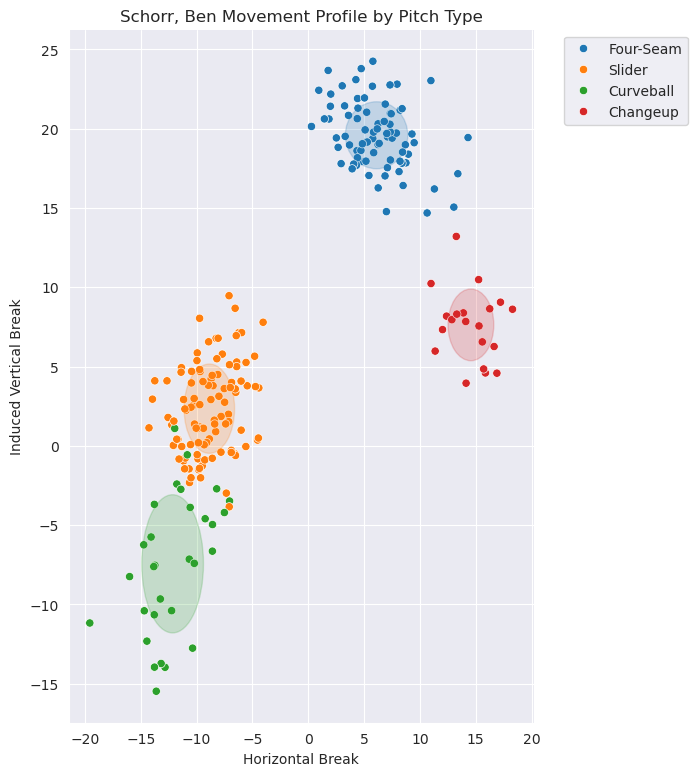 Schorr, Ben Movement Profile by Pitch Type
Four-Seam
Slider
Curveball
Changeup
Induced Vertical Break
25
20
15
10
5
0
−5
−10
−15
−20
−15
−10
−5
0
5
10
15
20
Horizontal Break